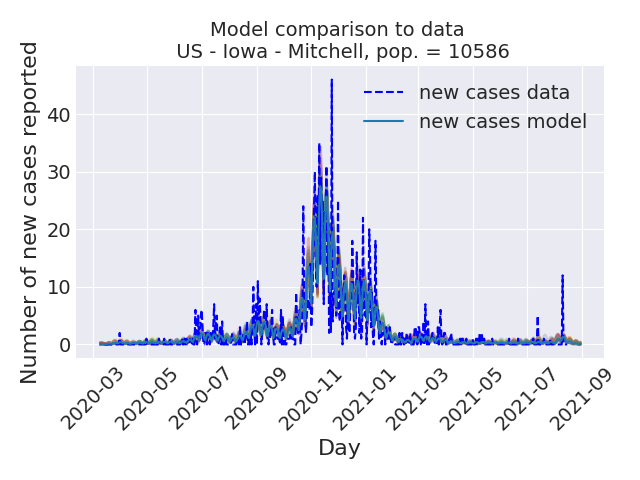 Model comparison to data
US - Iowa - Mitchell, pop. = 10586
Number of new cases reported
40
30
20
10
0
new cases data
new cases model
2020-03
2020-05
2020-07
2020-09
2020-11
2021-01
2021-03
2021-05
2021-07
2021-09
Day